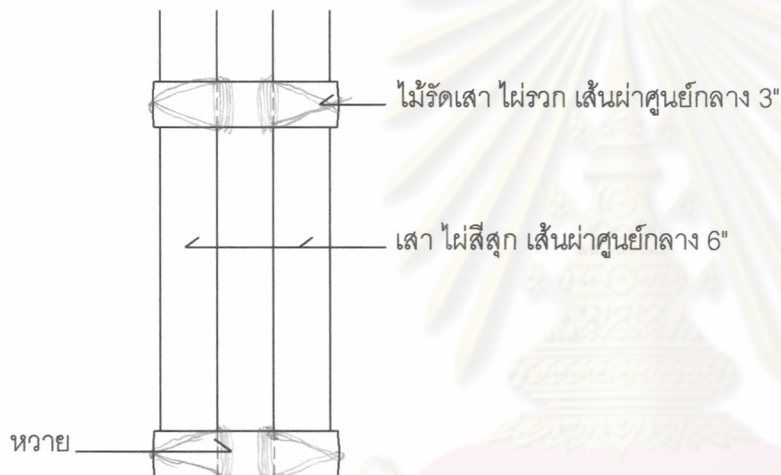 ไม้รัดเสา ไผ่รวก เส้นผ่าศูนย์กลาง 3"
เสา ไผ่สีสุก เส้นผ่าศูนย์กลาง 6"
หวาย